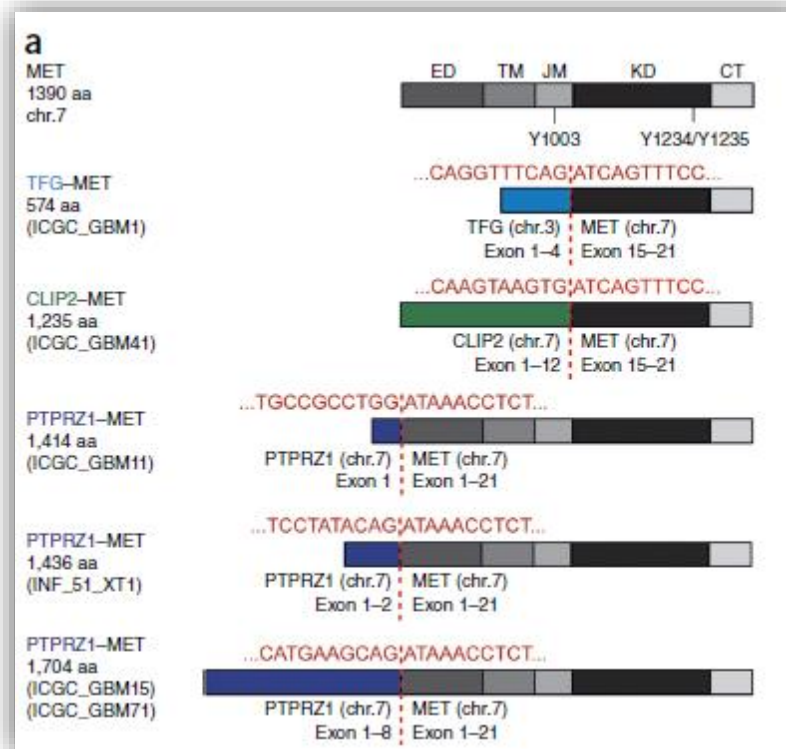 a
MET
1390 aa
chr.7
ED TM JM KD CT
Y1003 Y1234/Y1235
TFG–MET
574 aa
(ICGC_GBM1)
...CAGGTTTCAG ATCAGTTTCC...
TFG (chr.3) MET (chr.7)
Exon 1–4 Exon 15–21
CLIP2–MET
1,235 aa
(ICGC_GBM41)
...CAAGTAAGTG ATCAGTTTCC...
CLIP2 (chr.7) MET (chr.7)
Exon 1–12 Exon 15–21
...TGCCGCCTGG ATAAACCTCT...
PTPRZ1–MET
1,414 aa
(ICGC_GBM11)
PTPRZ1 (chr.7) MET (chr.7)
Exon 1 Exon 1–21
...TCCTATACAG ATAAACCTCT...
PTPRZ1–MET
1,436 aa
(INF_51_XT1)
PTPRZ1 (chr.7) MET (chr.7)
Exon 1–2 Exon 1–21
PTPRZ1–MET
1,704 aa
(ICGC_GBM15)
(ICGC_GBM71)
...CATGAAGCAG ATAAACCTCT...
PTPRZ1 (chr.7) MET (chr.7)
Exon 1–8 Exon 1–21